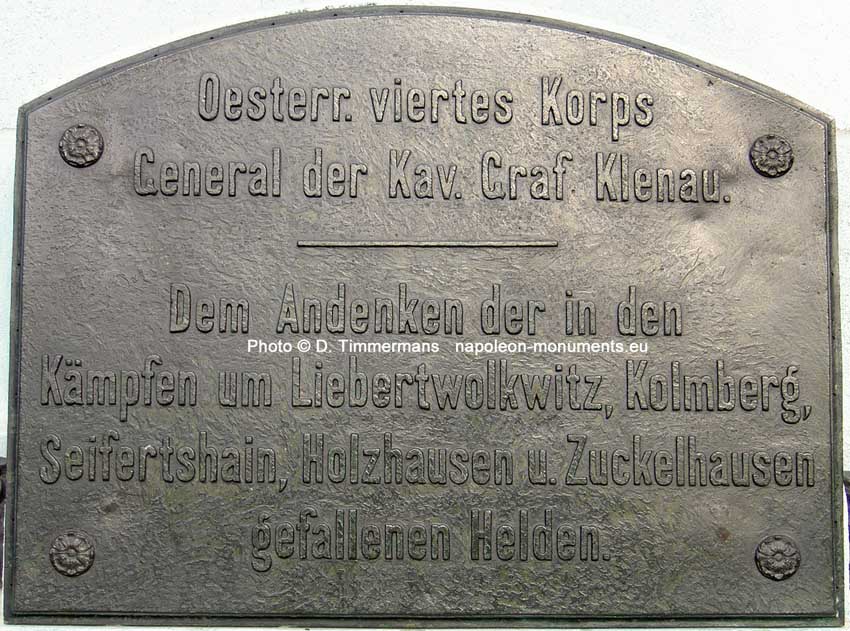 Oesterr. viertes Korps
General der Kav. Graf Klenau.
Dem Andenken der in den
Photo © D. Timmermans napoleon-monuments.eu
Kämpfen um Liebertwolkwitz, Kolmberg,
Seifertshain, Holzhausen u. Zuckelhausen
gefallenen Helden.